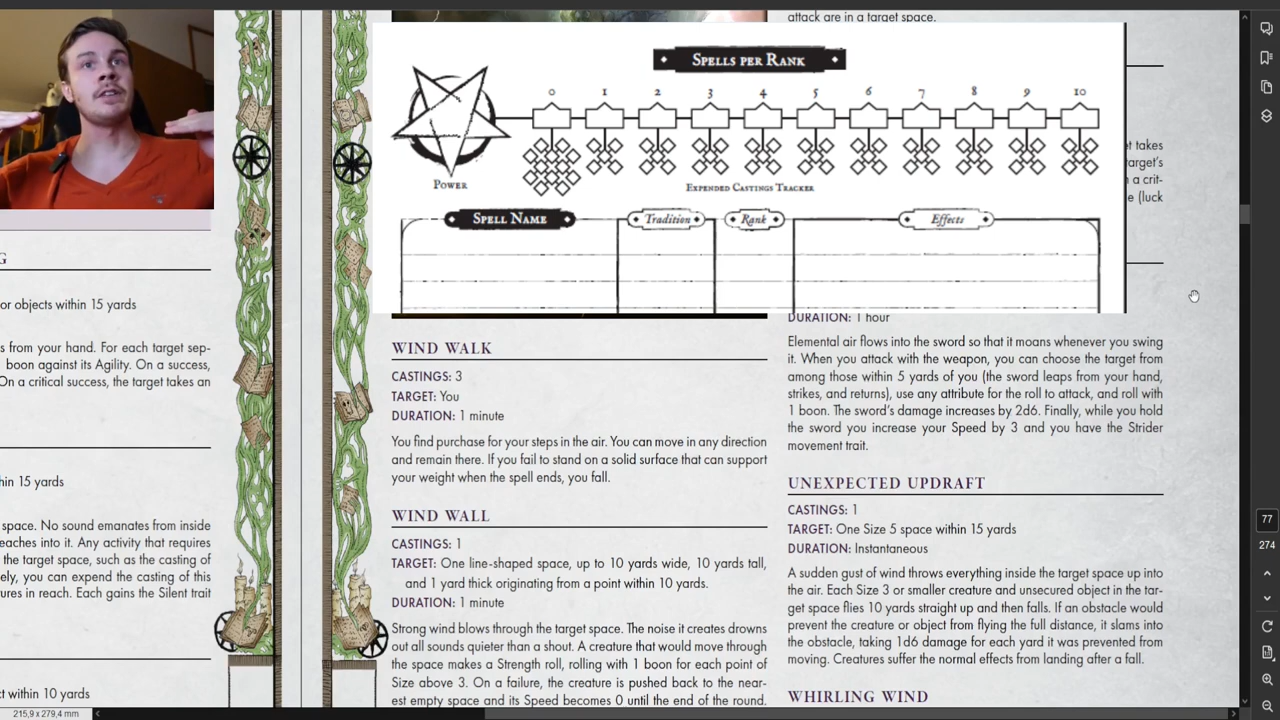 attack are in a target space.
Spells per Rank
0 1 2 3 4 5 6 7 8 9 10
Power
Expended Castings Tracker
Spell Name Tradition Rank Effects
et takes
target's
n a crit-
e (luck
G
or objects within 15 yards
s from your hand. For each target sep-
boon against its Agility. On a success,
On a critical success, the target takes an
hin 15 yards
space. No sound emanates from inside
eaches into it. Any activity that requires
the target space, such as the casting of
ely, you can expend the casting of this
ures in reach. Each gains the Silent trait
ct within 10 yards
WIND WALK
CASTINGS: 3
TARGET: You
DURATION: 1 minute
You find purchase for your steps in the air. You can move in any direction
and remain there. If you fail to stand on a solid surface that can support
your weight when the spell ends, you fall.
WIND WALL
CASTINGS: 1
TARGET: One line-shaped space, up to 10 yards wide, 10 yards tall,
and 1 yard thick originating from a point within 10 yards.
DURATION: 1 minute
Strong wind blows through the target space. The noise it creates drowns
out all sounds quieter than a shout. A creature that would move through
the space makes a Strength roll, rolling with 1 boon for each point of
Size above 3. On a failure, the creature is pushed back to the near-
est empty space and its Speed becomes 0 until the end of the round.
DURATION: 1 hour
Elemental air flows into the sword so that it moans whenever you swing
it. When you attack with the weapon, you can choose the target from
among those within 5 yards of you (the sword leaps from your hand,
strikes, and returns), use any attribute for the roll to attack, and roll with
1 boon. The sword's damage increases by 2d6. Finally, while you hold
the sword you increase your Speed by 3 and you have the Strider
movement trait.
UNEXPECTED UPDRAFT
CASTINGS: 1
TARGET: One Size 5 space within 15 yards
DURATION: Instantaneous
A sudden gust of wind throws everything inside the target space up into
the air. Each Size 3 or smaller creature and unsecured object in the tar-
get space flies 10 yards straight up and then falls. If an obstacle would
prevent the creature or object from flying the full distance, it slams into
the obstacle, taking 1d6 damage for each yard it was prevented from
moving. Creatures suffer the normal effects from landing after a fall.
WHIRLING WIND
77
274
215,9 x 279,4 mm